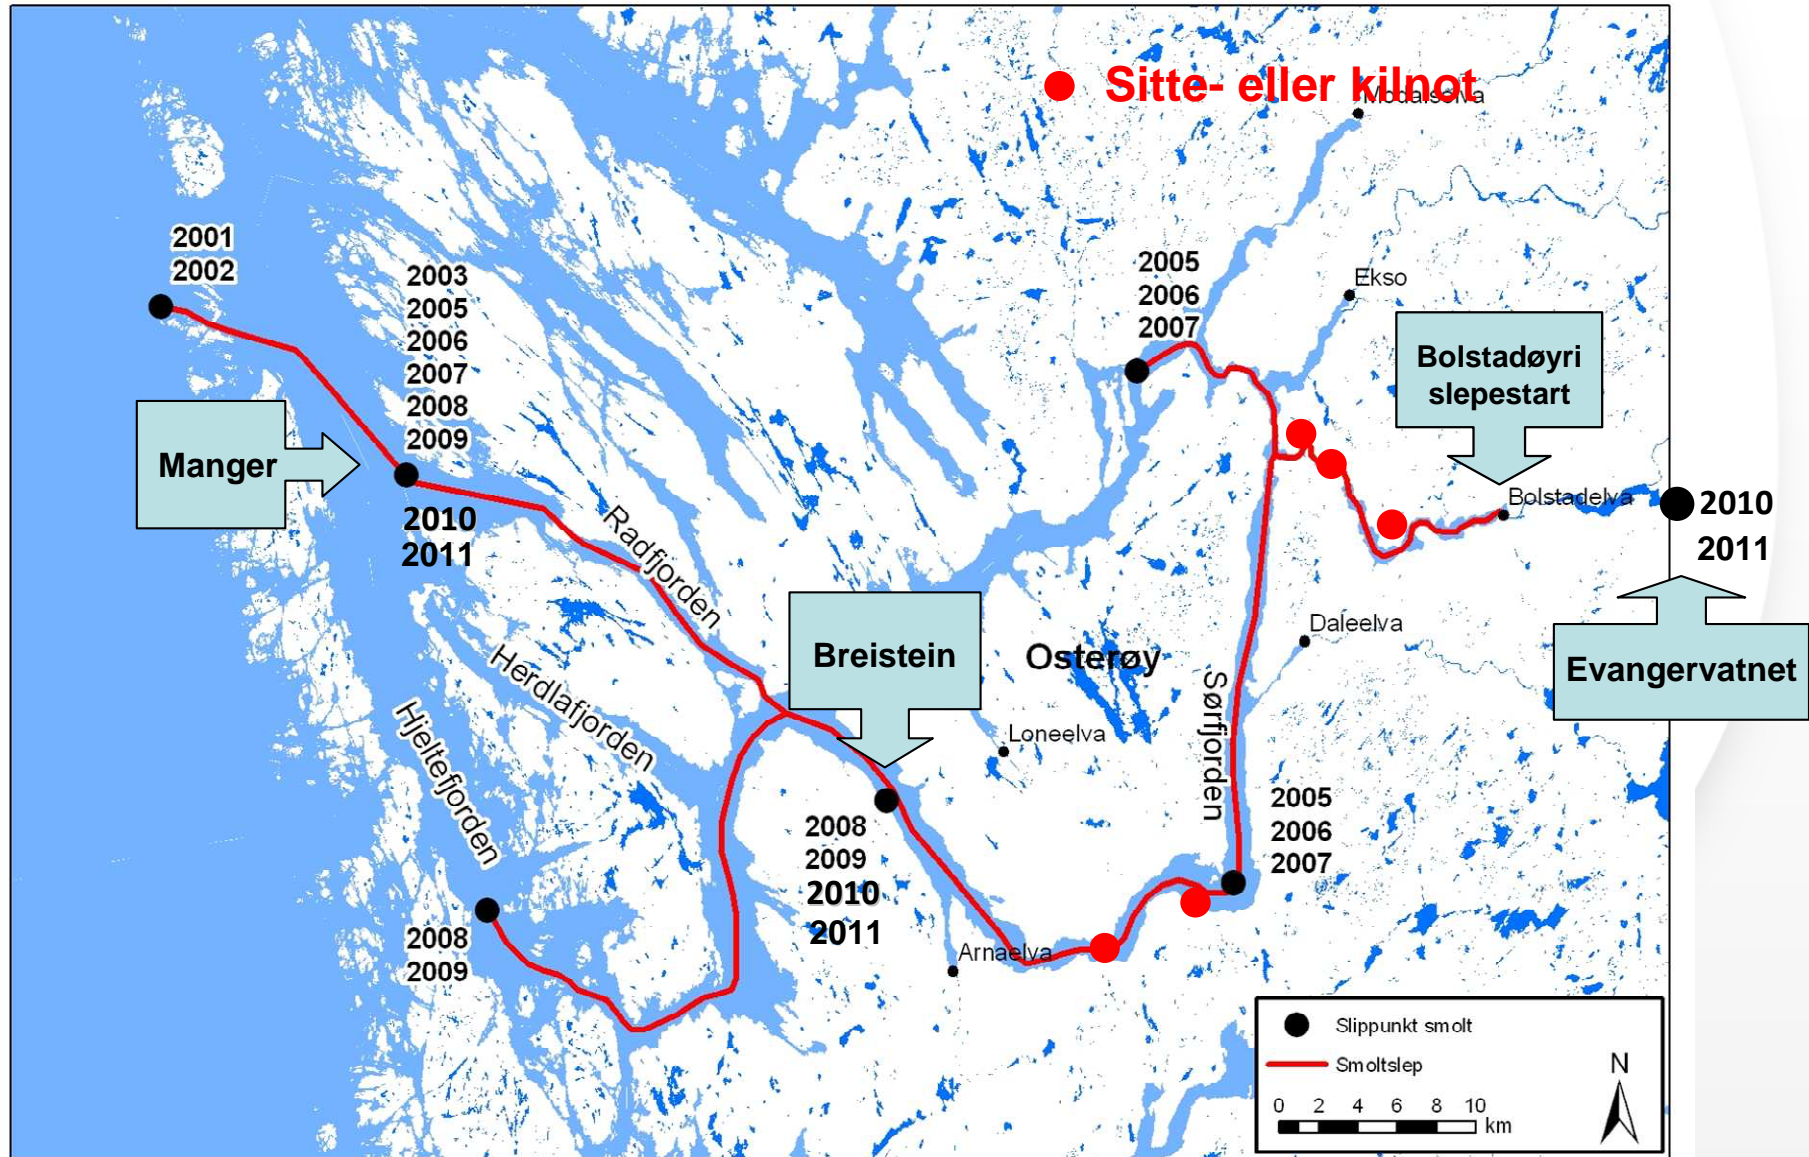 Sitte- eller kilnot
Modalselva
2001
2002
2003
2005
2006
2007
2008
2009
2005
2006
2007
Ekso
Bolstadøyri
slepestart
Manger
Bolstadelva
2010
2011
2010
2011
Radfjorden
Breistein
Osterøy
Daleelva
Evangervatnet
Herdlafjorden
Sørfjorden
Hjeltefjorden
Loneelva
2008
2009
2010
2011
2005
2006
2007
2008
2009
Arnaelva
Slippunkt smolt
Smoltslep
N
0 2 4 6 8 10
km